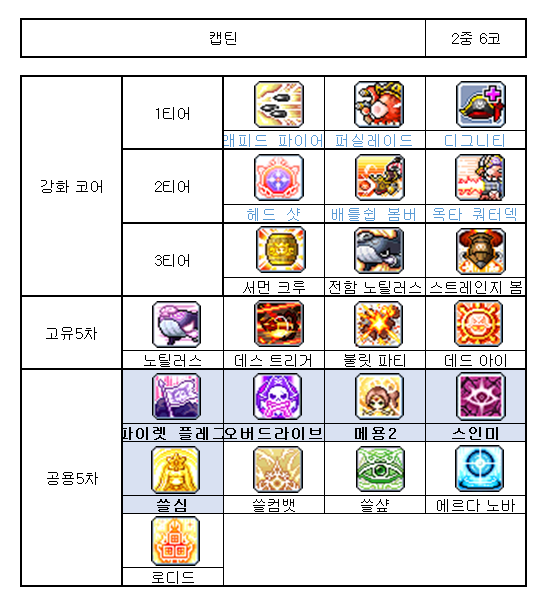 캡틴 2중 6코
강화 코어
1티어
래피드 파이어 퍼실레이드 디그니티
2티어
헤드 샷 배틀쉽 봄버 옥타 쿼터덱
3티어
서먼 크루 전함 노틸러스 스트레인지 봄
고유5차
노틸러스 데스 트리거 불릿 파티 데드 아이
공용5차
파이렛 플래그 오버드라이브 메용2 스인미
쓸심 쓸컴뱃 쓸샾 에르다 노바
로디드